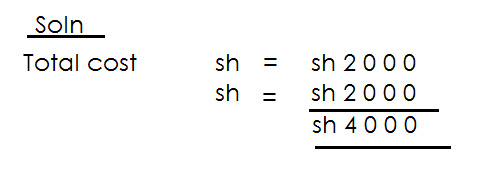 Soln
Total cost sh = sh 2 0 0 0
sh = sh 2 0 0 0
sh 4 0 0 0